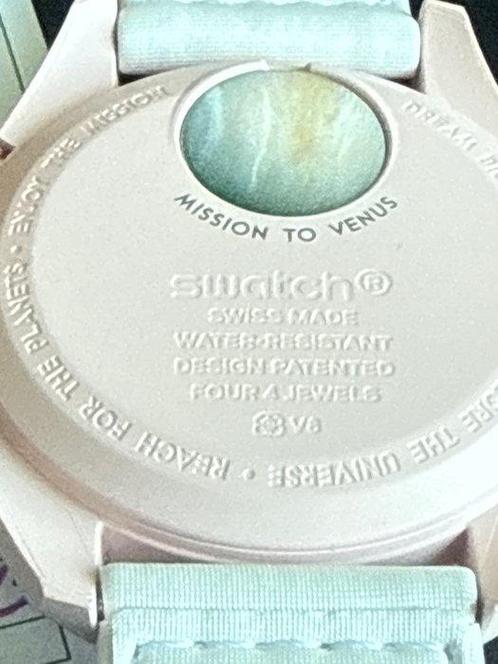 MISSION TO VENUS
swatch®
SWISS MADE
WATER-RESISTANT
DESIGN PATENTED
FOUR 4 JEWELS
V8
REACH FOR THE PLANETS • ENJOY THE MISSION
DREAM
THE UNIVERSE •